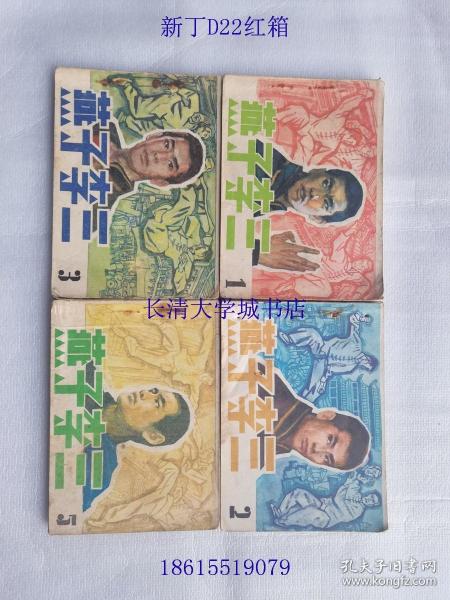 新丁D22红箱
燕子李三
3
燕子李三
1
长清大学城书店
燕子李三
5
燕子李三
2
18615519079
孔夫子旧书网
www.kongfz.com